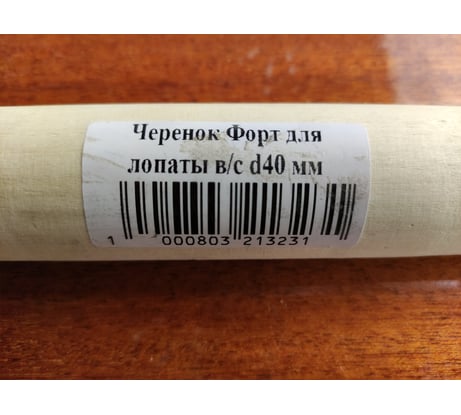 Черенок Форт для
лопаты в/с d40 мм
1 000803 213231